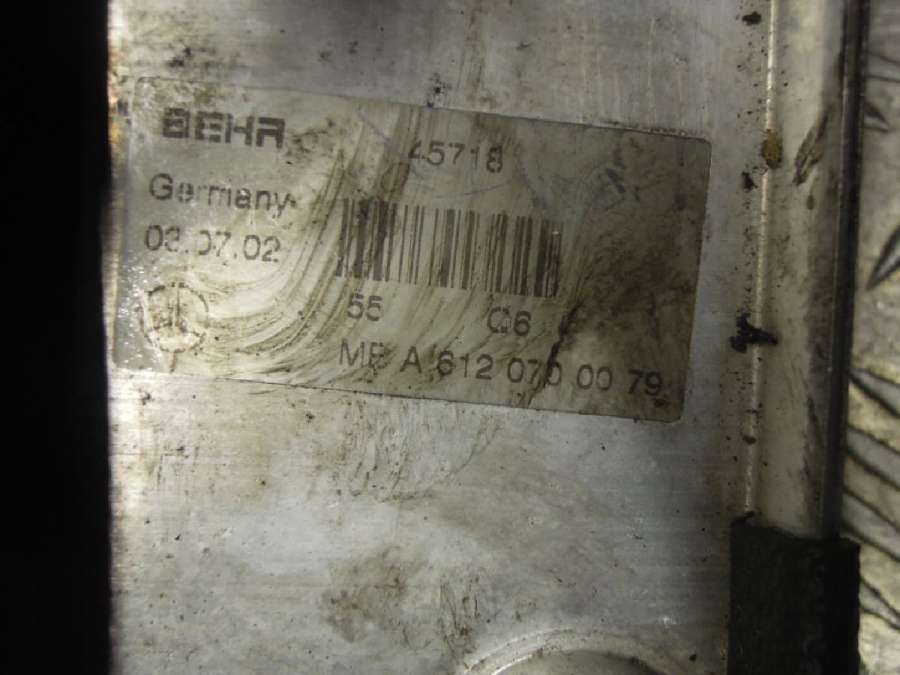 BEHR
45718
Germany
03.07.02
55 Q6
MB A 612 070 00 79